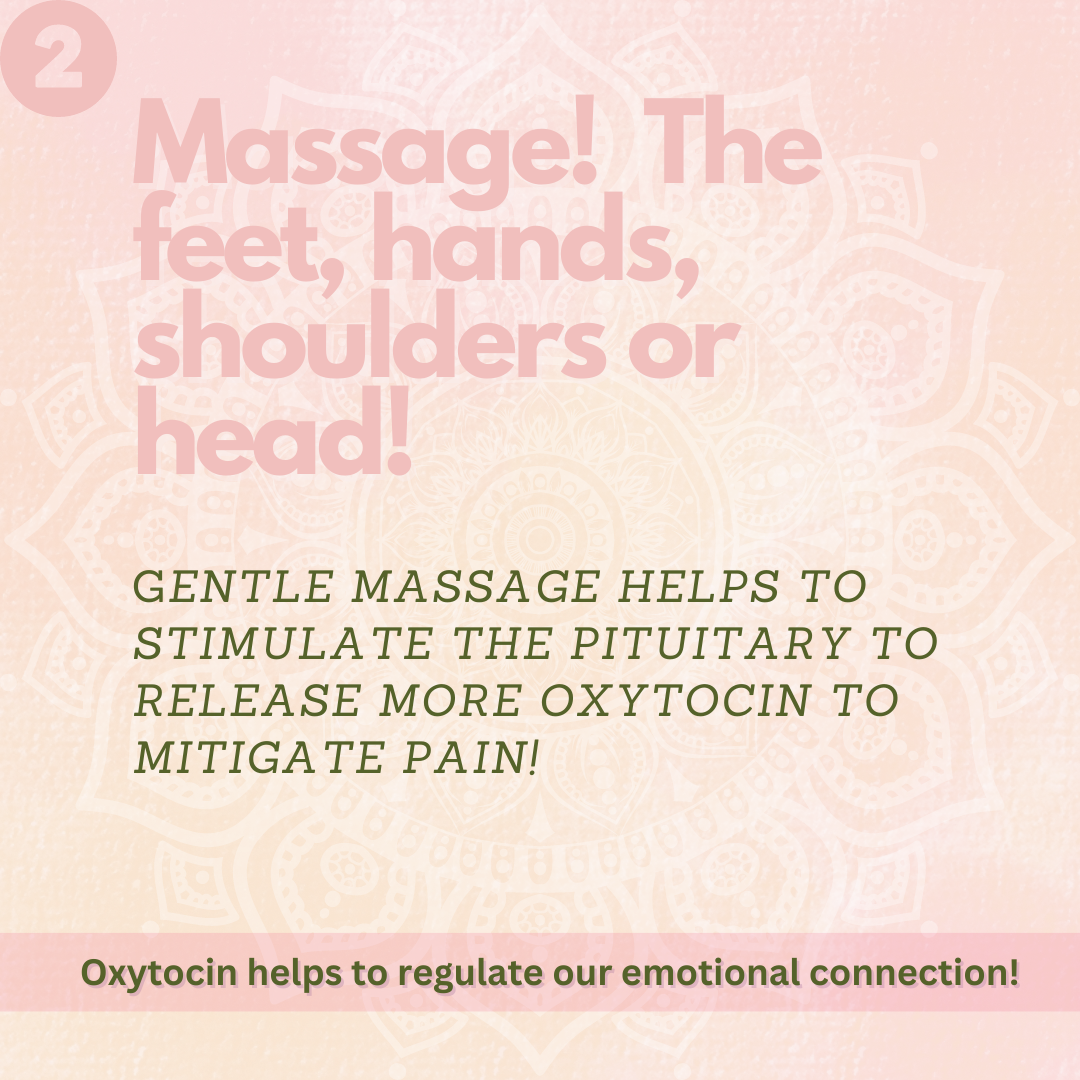 2
Massage! The
feet, hands,
shoulders or
head!
GENTLE MASSAGE HELPS TO
STIMULATE THE PITUITARY TO
RELEASE MORE OXYTOCIN TO
MITIGATE PAIN!
Oxytocin helps to regulate our emotional connection!